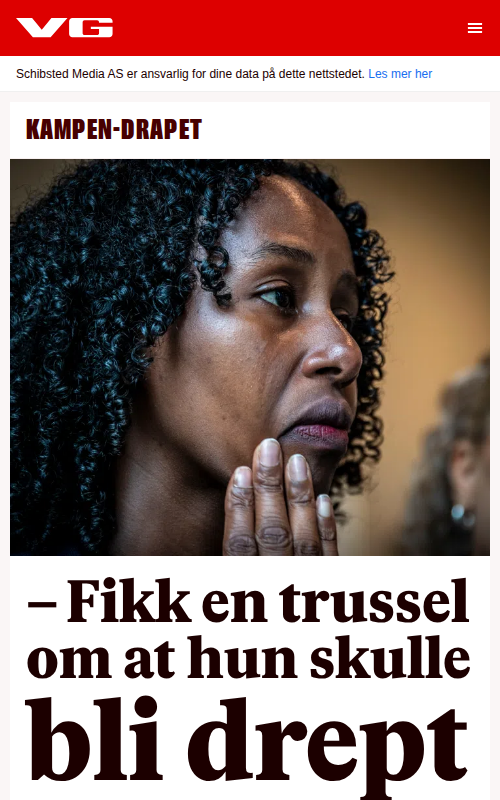 VG
Schibsted Media AS er ansvarlig for dine data på dette nettstedet. Les mer her
KAMPEN-DRAPET
– Fikk en trussel
om at hun skulle
bli drept